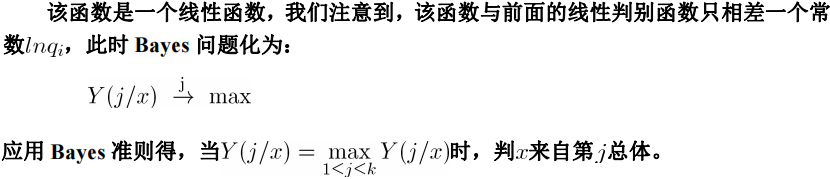 该函数是一个线性函数，我们注意到，该函数与前面的线性判别函数只相差一个常
数lnqᵢ，此时 Bayes 问题化为：
Y(j/x) →ʲ max
应用 Bayes 准则得，当Y(j/x) = max_{1<j<k} Y(j/x)时，判x来自第j总体。